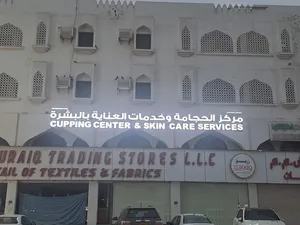 مركز الحجامة وخدمات العناية بالبشرة
CUPPING CENTER & SKIN CARE SERVICES
URAIQ TRADING STORES L.L.C
AIL OF TEXTILES & FABRICS